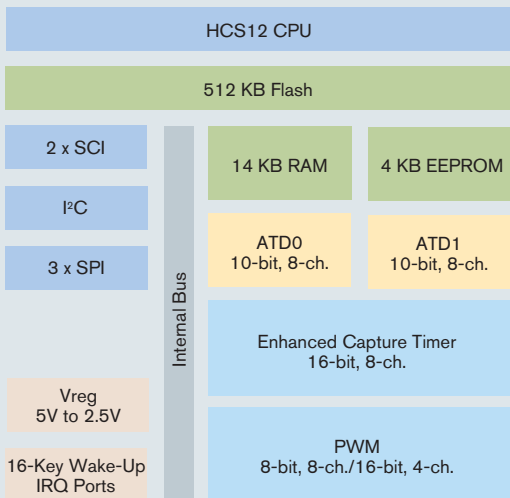 HCS12 CPU
512 KB Flash
2 x SCI
I²C
3 x SPI
Vreg
5V to 2.5V
16-Key Wake-Up
IRQ Ports
Internal Bus
14 KB RAM
4 KB EEPROM
ATD0
10-bit, 8-ch.
ATD1
10-bit, 8-ch.
Enhanced Capture Timer
16-bit, 8-ch.
PWM
8-bit, 8-ch./16-bit, 4-ch.